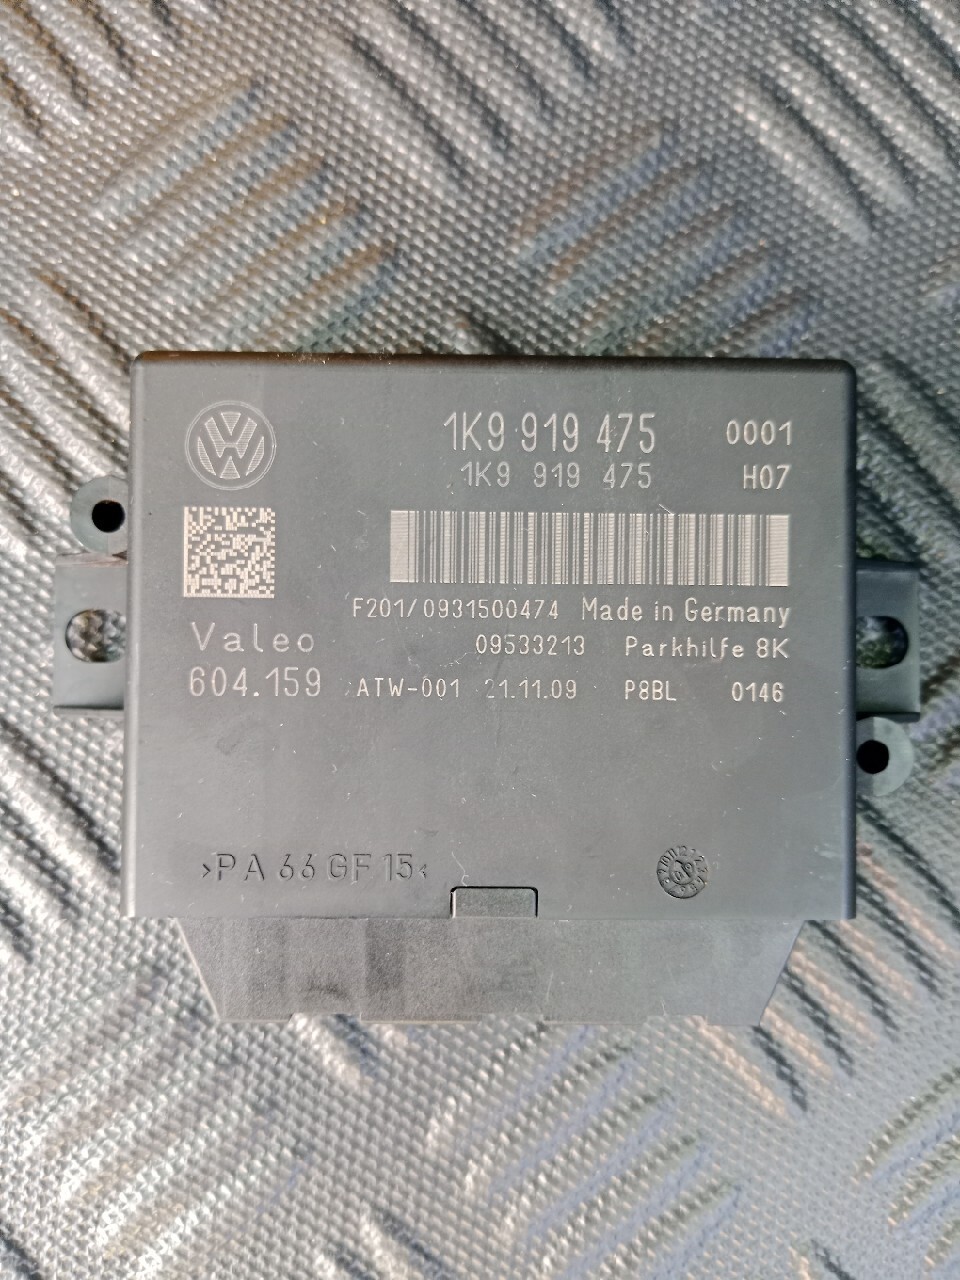 1K9 919 475 0001
1K9 919 475 H07
F201/0931500474 Made in Germany
Valeo 09533213 Parkhilfe 8K
604.159 ATW-001 21.11.09 P8BL 0146
>PA 66 GF 15<